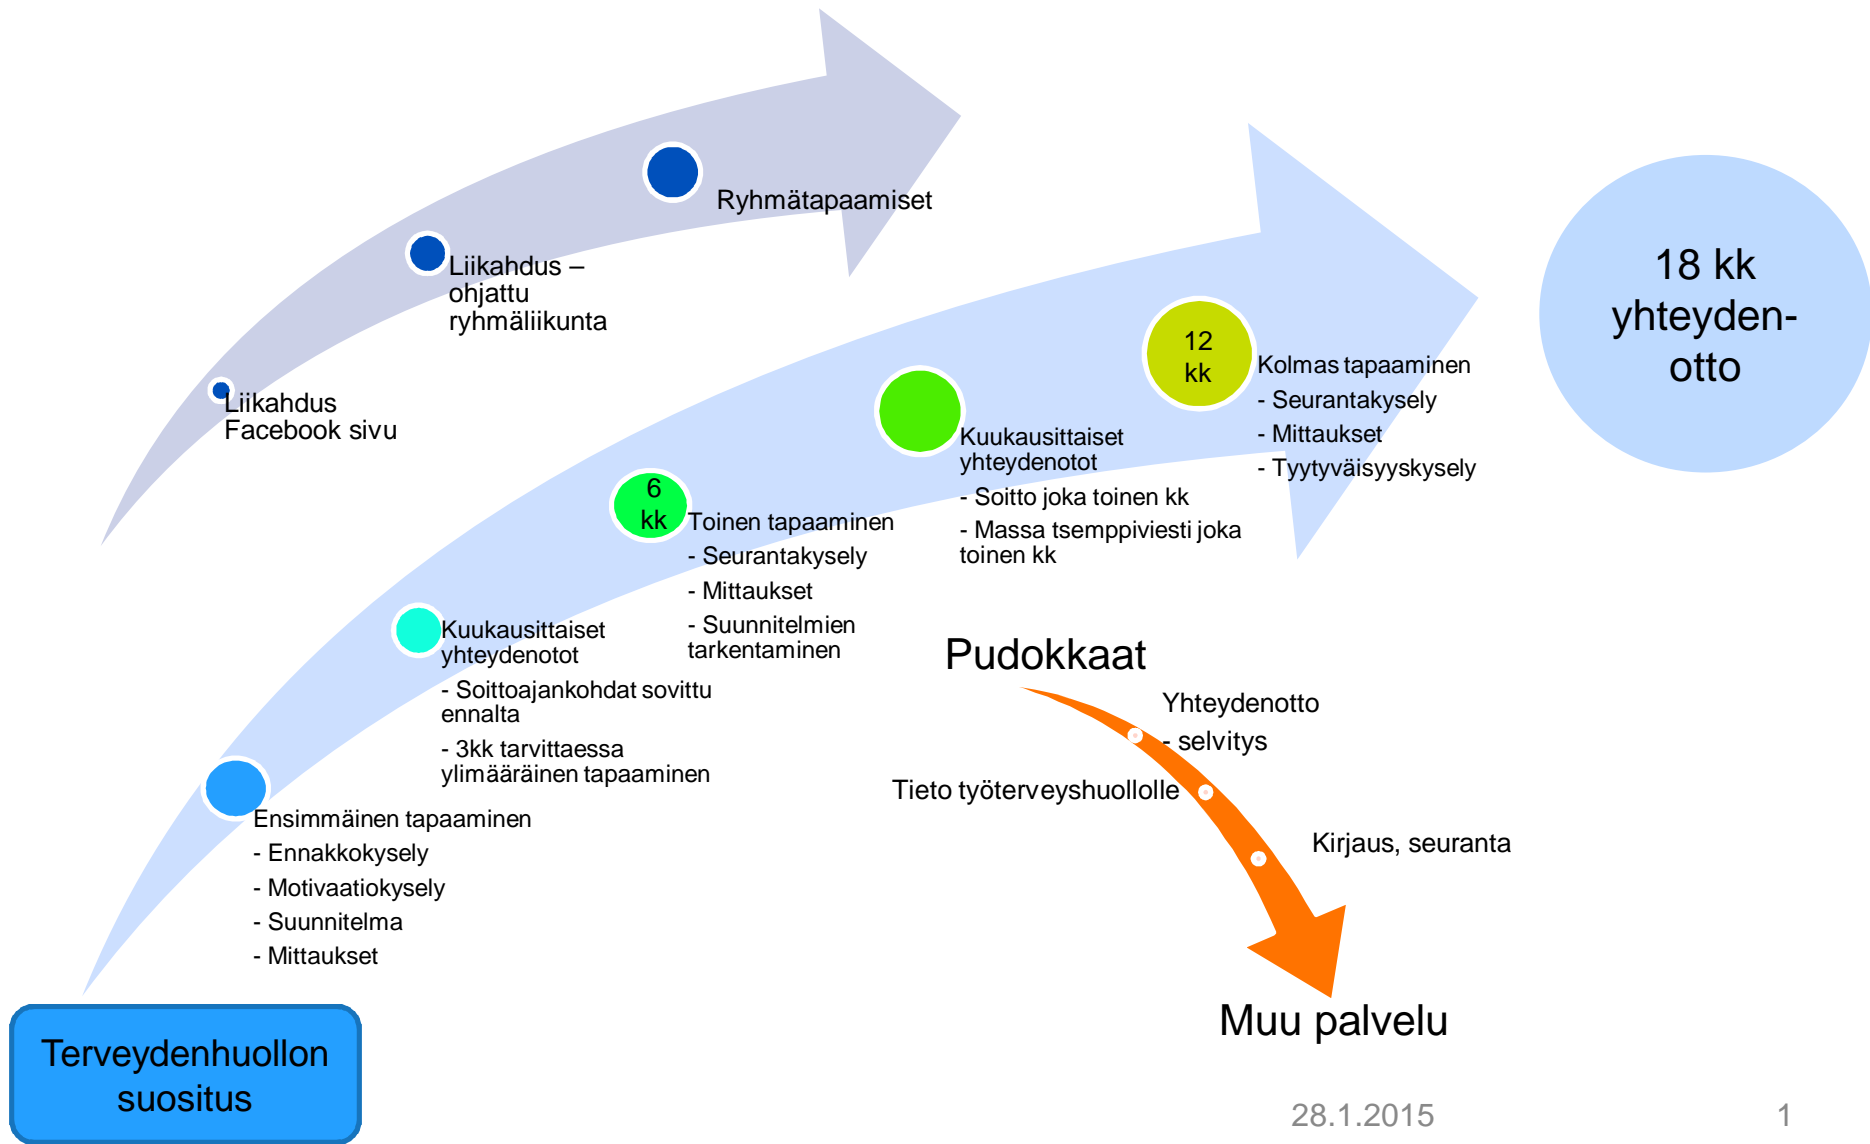 Ryhmätapaamiset
Liikahdus –
ohjattu
ryhmäliikunta
Liikahdus
Facebook sivu
18 kk
yhteyden-
otto
12
kk
Kolmas tapaaminen
- Seurantakysely
- Mittaukset
- Tyytyväisyyskysely
Kuukausittaiset
yhteydenotot
- Soitto joka toinen kk
- Massa tsemppiviesti joka
toinen kk
6
kk
Toinen tapaaminen
- Seurantakysely
- Mittaukset
- Suunnitelmien
tarkentaminen
Kuukausittaiset
yhteydenotot
- Soittoajankohdat sovittu
ennalta
- 3kk tarvittaessa
ylimääräinen tapaaminen
Ensimmäinen tapaaminen
- Ennakkokysely
- Motivaatiokysely
- Suunnitelma
- Mittaukset
Terveydenhuollon
suositus
Pudokkaat
Yhteydenotto
- selvitys
Tieto työterveyshuollolle
Kirjaus, seuranta
Muu palvelu
28.1.2015
1